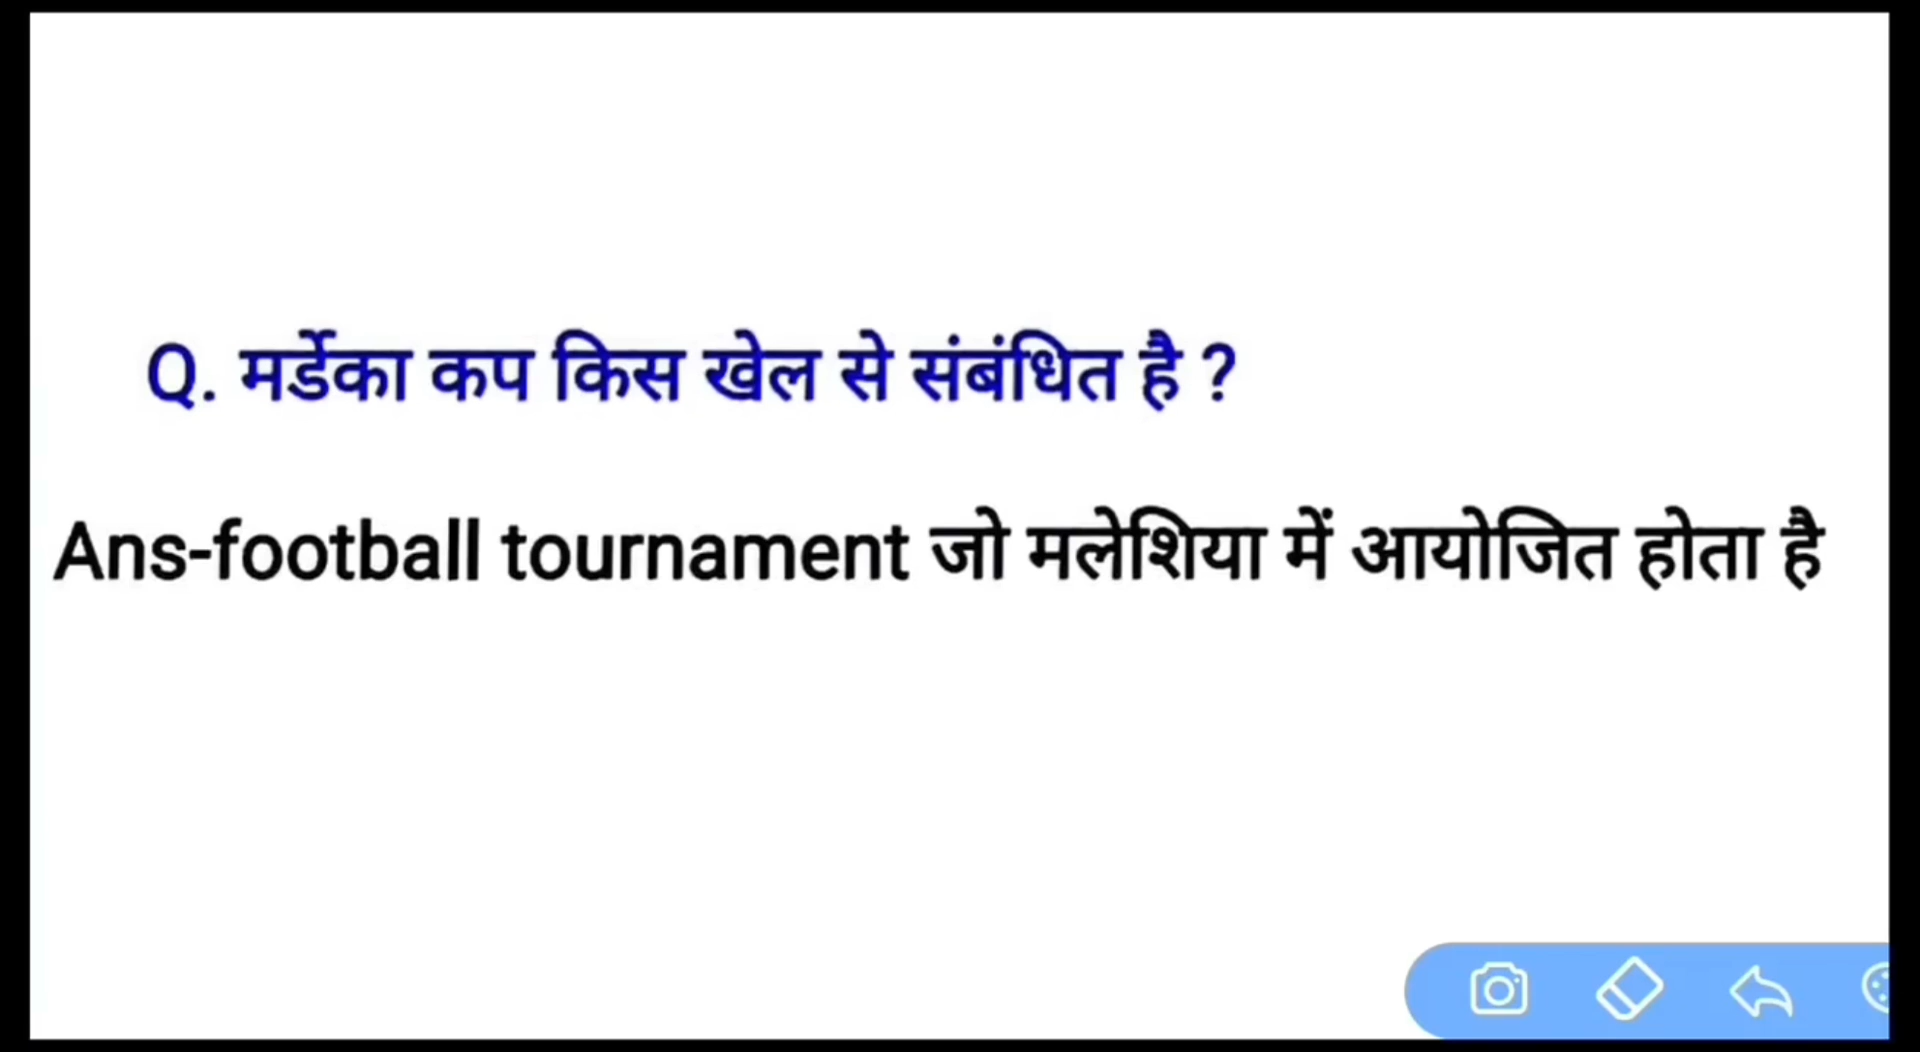 Q. मर्डेका कप किस खेल से संबंधित है ?
Ans-football tournament जो मलेशिया में आयोजित होता है